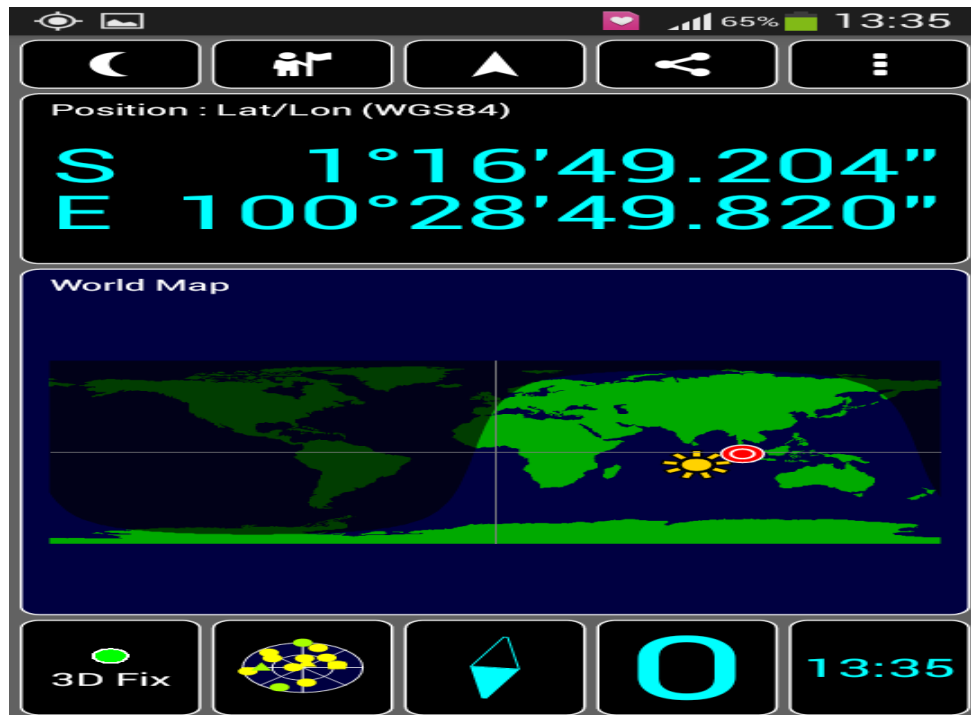 65% 13:35
Position : Lat/Lon (WGS84)
S 1°16'49.204"
E 100°28'49.820"
World Map
3D Fix
0
13:35